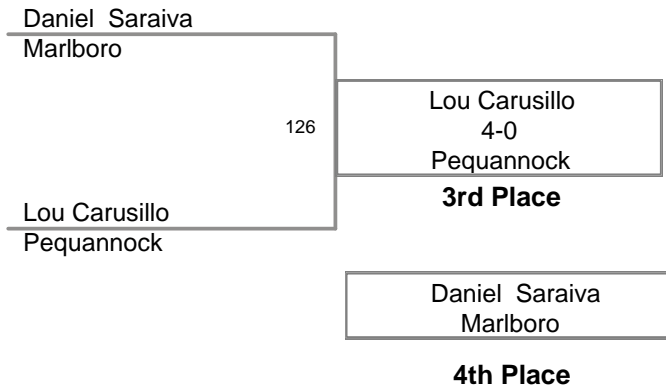 Daniel  Saraiva
Marlboro
126
Lou Carusillo
4-0
Pequannock
3rd Place
Lou Carusillo
Pequannock
Daniel  Saraiva
Marlboro
4th Place